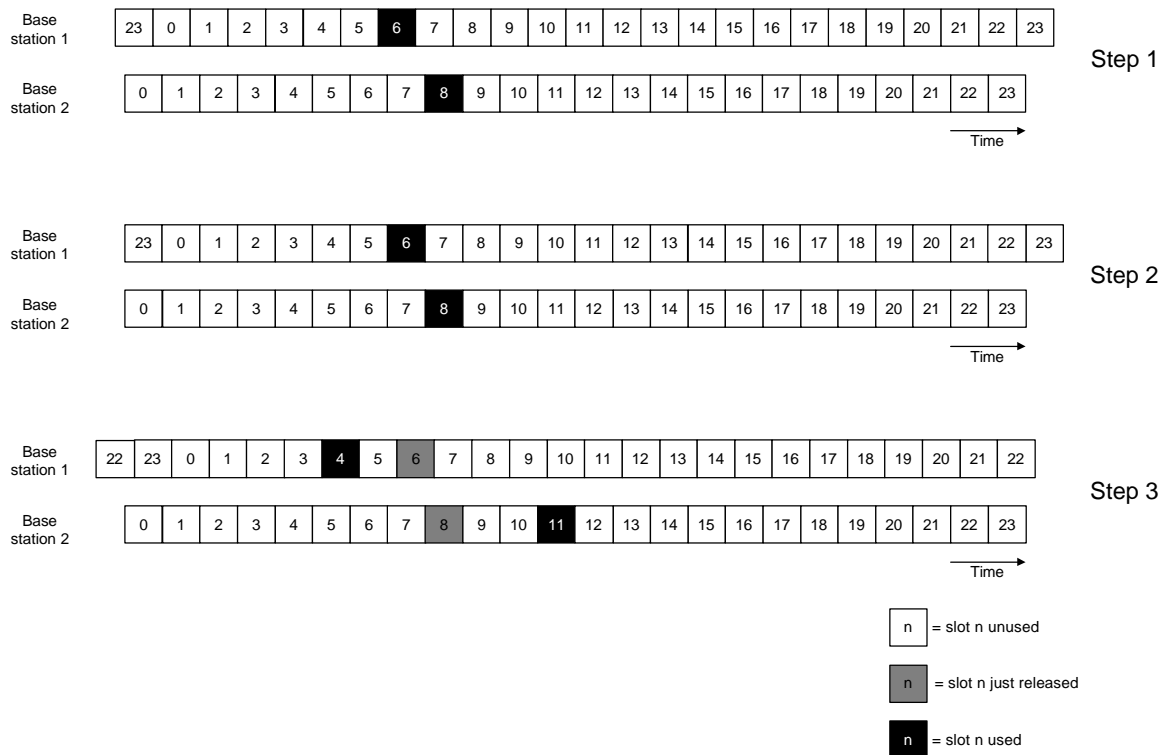 Base
station 1
23 0 1 2 3 4 5 6 7 8 9 10 11 12 13 14 15 16 17 18 19 20 21 22 23
Step 1
Base
station 2
0 1 2 3 4 5 6 7 8 9 10 11 12 13 14 15 16 17 18 19 20 21 22 23
Time
Base
station 1
23 0 1 2 3 4 5 6 7 8 9 10 11 12 13 14 15 16 17 18 19 20 21 22 23
Step 2
Base
station 2
0 1 2 3 4 5 6 7 8 9 10 11 12 13 14 15 16 17 18 19 20 21 22 23
Time
Base
station 1
22 23 0 1 2 3 4 5 6 7 8 9 10 11 12 13 14 15 16 17 18 19 20 21 22
Step 3
Base
station 2
0 1 2 3 4 5 6 7 8 9 10 11 12 13 14 15 16 17 18 19 20 21 22 23
Time
n = slot n unused
n = slot n just released
n = slot n used